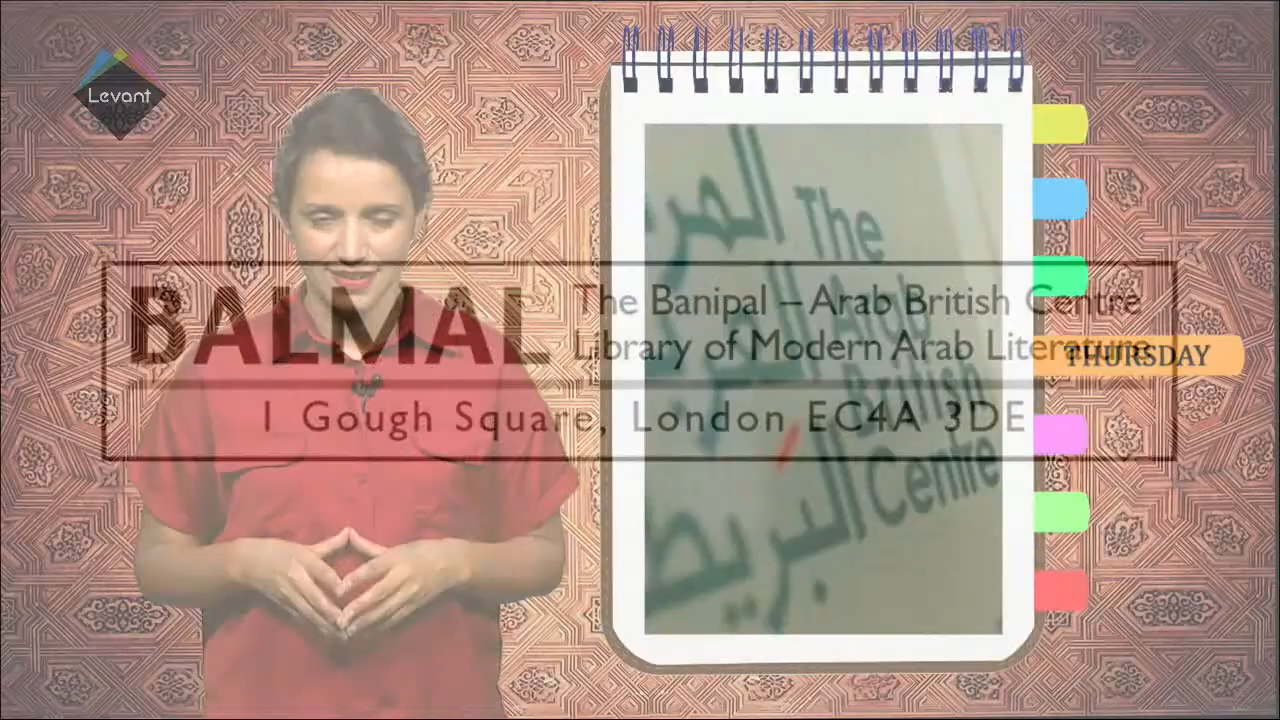 Levant
BALMAL
The Banipal – Arab British Centre
Library of Modern Arab Literature
1 Gough Square, London EC4A 3DE
THURSDAY
The
Arab
British
Centre